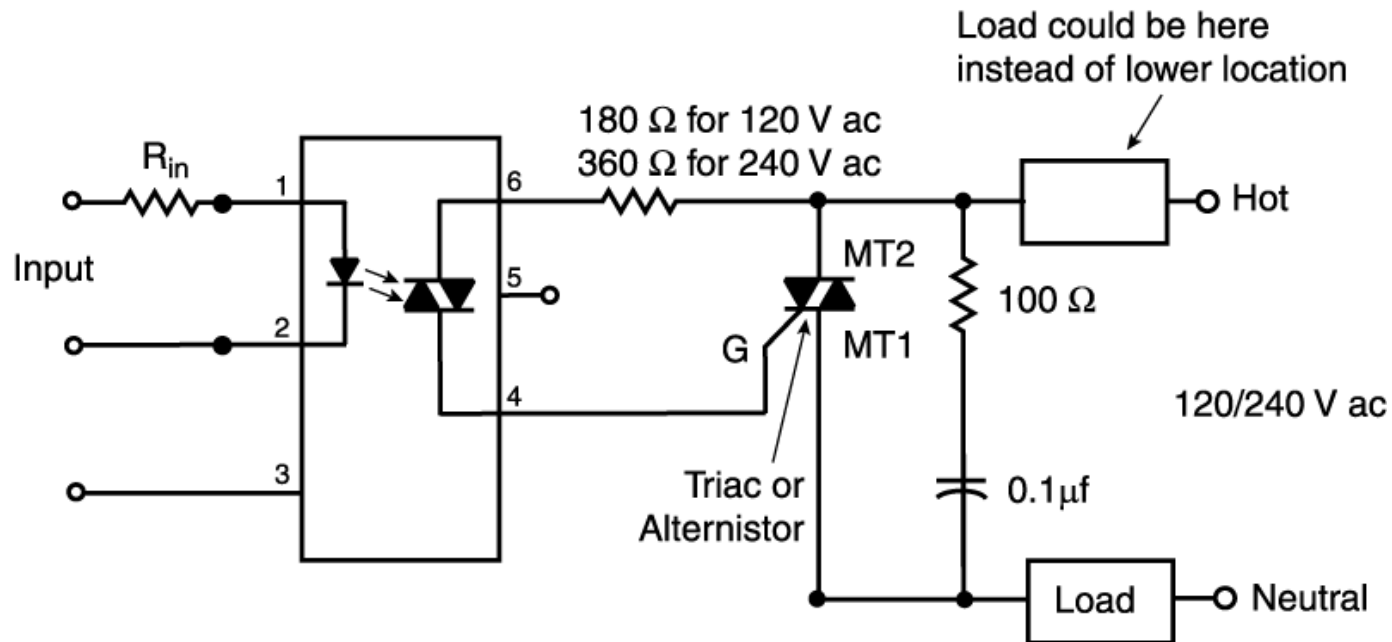 Load could be here
instead of lower location
180 Ω for 120 V ac
360 Ω for 240 V ac
R_in
1
6
Hot
MT2
Input
5
100 Ω
2
G
MT1
4
120/240 V ac
3
Triac or
Alternistor
0.1μf
Load
Neutral